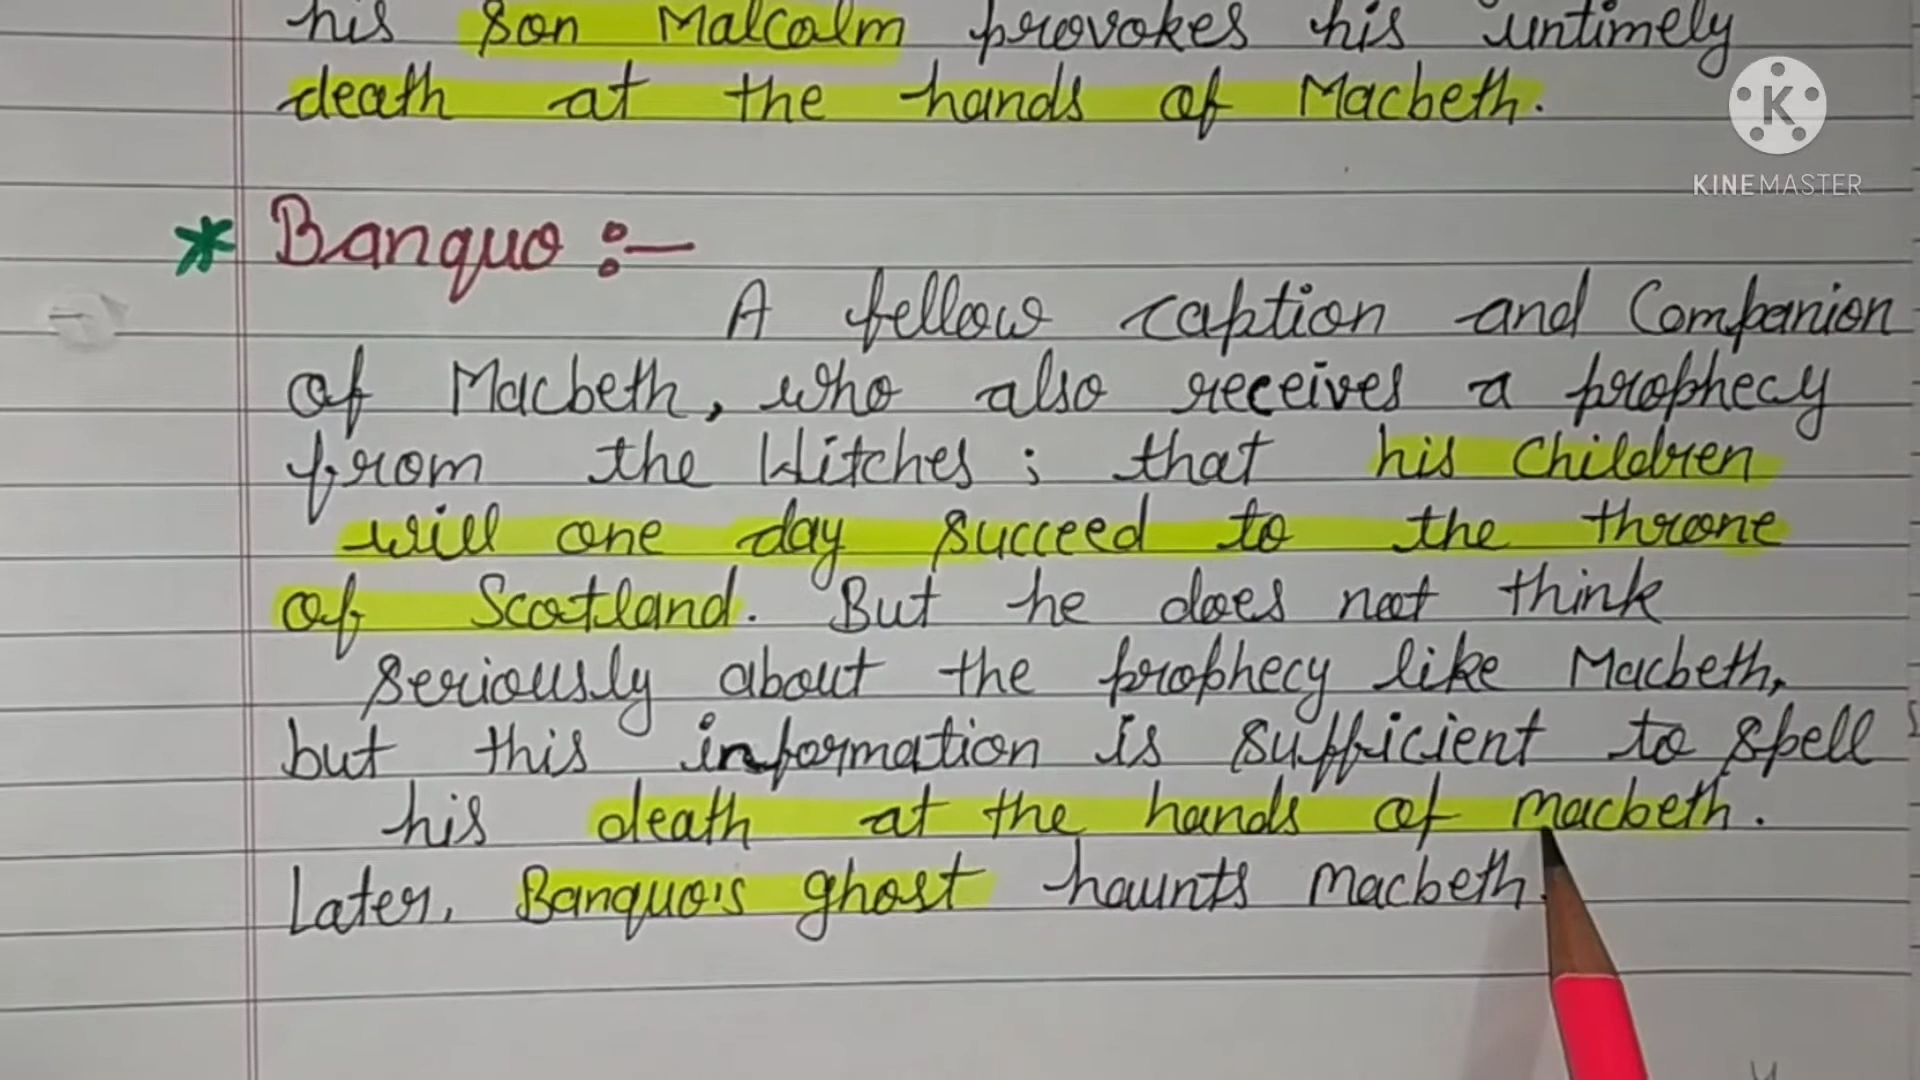 his son Malcalm provokes his untimely
death at the hands of Macbeth.
K
KINEMASTER
* Banquo :-
A fellow caption and Companion
of Macbeth, who also receives a prophecy
from the Witches ; that his children
will one day succeed to the throne
of Scotland. But he does not think
seriously about the prophecy like Macbeth,
but this information is sufficient to spell
his death at the hands of Macbeth.
Later, Banquo's ghost haunts Macbeth.